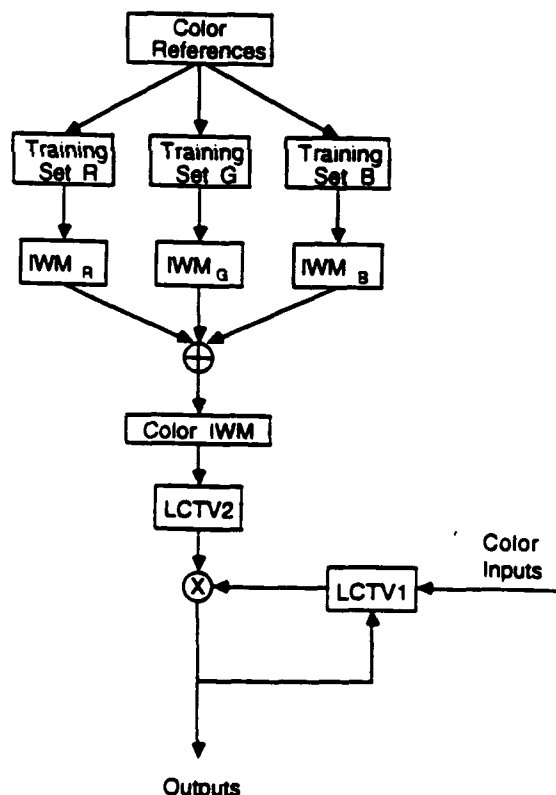 Color
References
Training
Set R
Training
Set G
Training
Set B
IWM R
IWM G
IWM B
Color IWM
LCTV2
Color
Inputs
X
LCTV1
Outputs